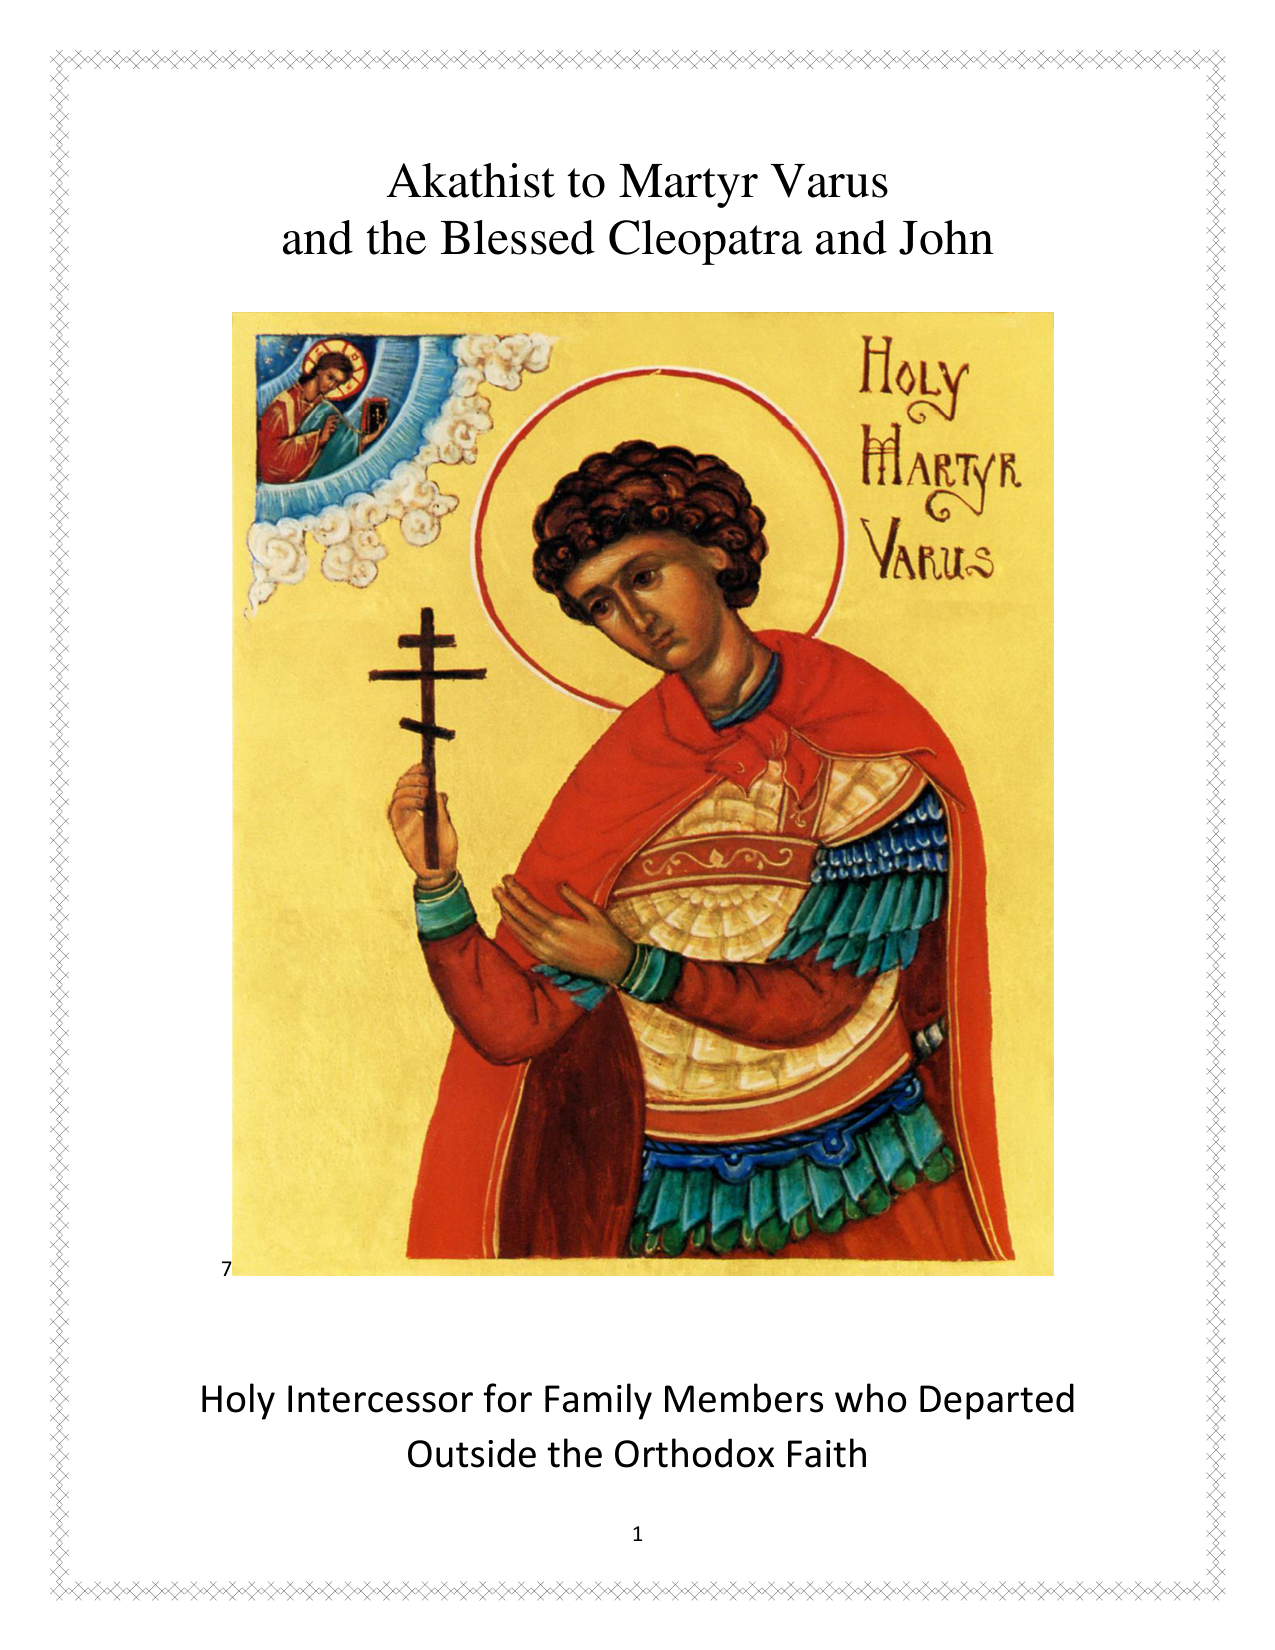 Akathist to Martyr Varus
and the Blessed Cleopatra and John
HOLY
MARTYR
VARUS
7
Holy Intercessor for Family Members who Departed
Outside the Orthodox Faith
1